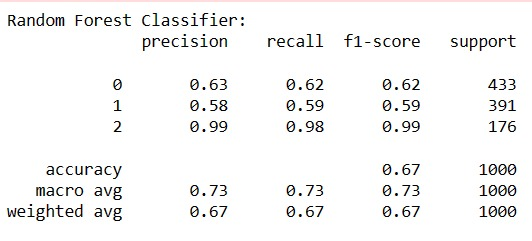 Random Forest Classifier:
precision recall f1-score support
0 0.63 0.62 0.62 433
1 0.58 0.59 0.59 391
2 0.99 0.98 0.99 176
accuracy 0.67 1000
macro avg 0.73 0.73 0.73 1000
weighted avg 0.67 0.67 0.67 1000